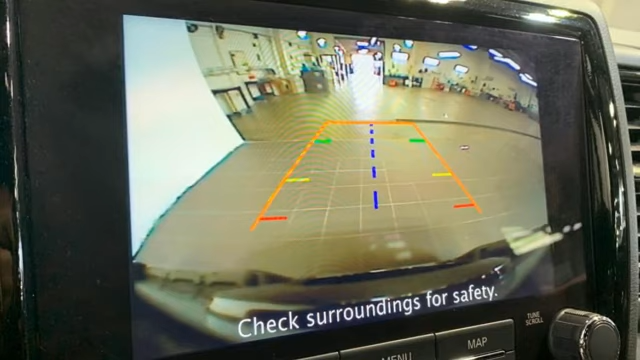 Check surroundings for safety.
TUNE
SCROLL
MENU
MAP